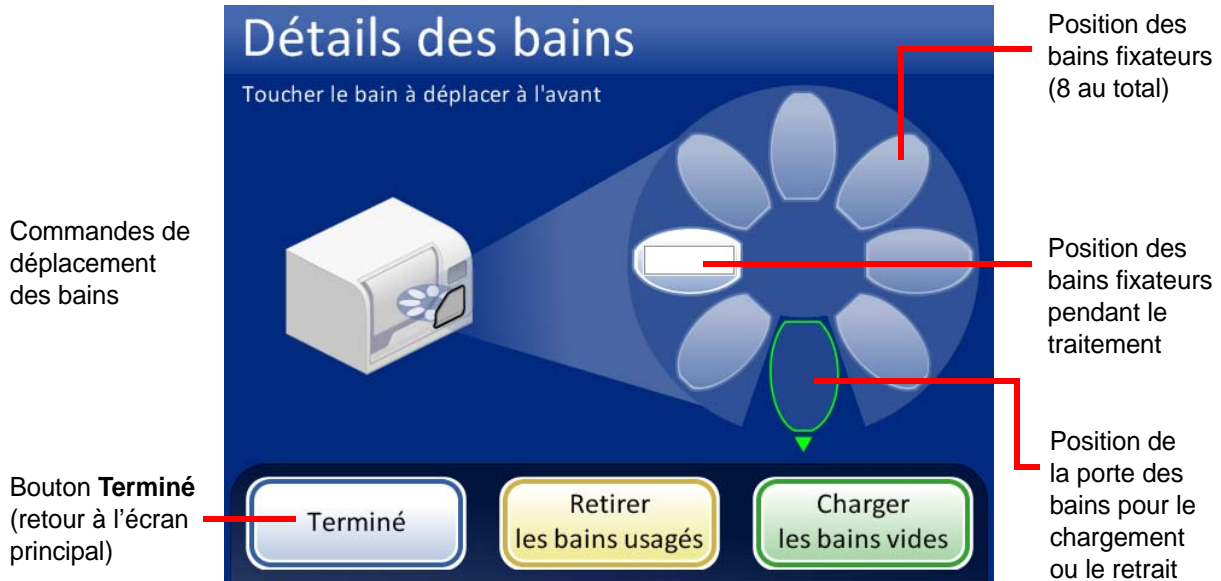 Détails des bains
Toucher le bain à déplacer à l'avant
Commandes de
déplacement
des bains
Position des
bains fixateurs
(8 au total)
Position des
bains fixateurs
pendant le
traitement
Position de
la porte des
bains pour le
chargement
ou le retrait
Bouton Terminé
(retour à l’écran
principal)
Terminé
Retirer
les bains usagés
Charger
les bains vides